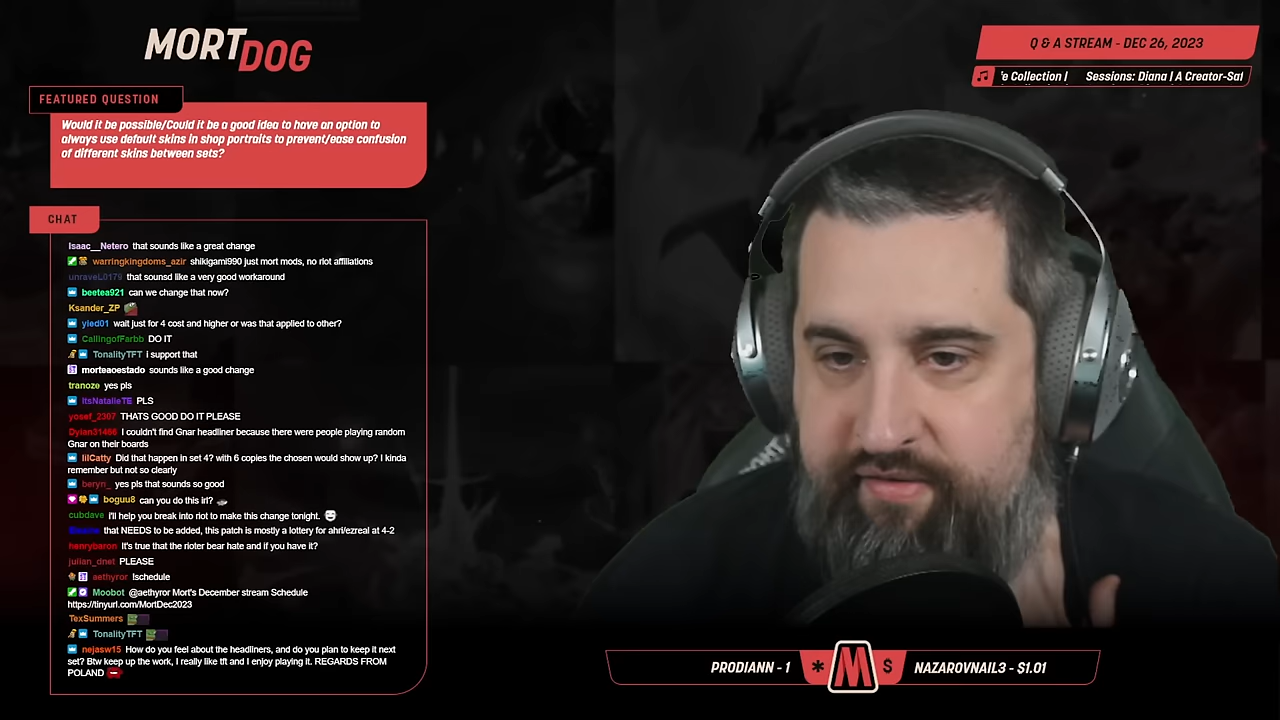 MORTDOG
Q & A STREAM - DEC 26, 2023
'e Collection | Sessions: Diana | A Creator-Saf
FEATURED QUESTION
Would it be possible/Could it be a good idea to have an option to
always use default skins in shop portraits to prevent/ease confusion
of different skins between sets?
CHAT
Isaac__Netero that sounds like a great change
warringkingdoms_azir shikigami990 just mort mods, no riot affiliations
unraveL0179 that sounsd like a very good workaround
beetea921 can we change that now?
Ksander_ZP
yled01 wait just for 4 cost and higher or was that applied to other?
CallingofFarbb DO IT
TonalityTFT i support that
morteaoestado sounds like a good change
tranoze yes pls
ItsNatalieTE PLS
yosef_2307 THATS GOOD DO IT PLEASE
Dylan31466 I couldn't find Gnar headliner because there were people playing random
Gnar on their boards
lilCatty Did that happen in set 4? with 6 copies the chosen would show up? I kinda
remember but not so clearly
beryn_ yes pls that sounds so good
boguu8 can you do this irl?
cubdave i'll help you break into riot to make this change tonight.
that NEEDS to be added, this patch is mostly a lottery for ahri/ezreal at 4-2
henrybaron It's true that the rioter bear hate and if you have it?
julian_dnet PLEASE
aethyror !schedule
Moobot @aethyror Mort's December stream Schedule
https://tinyurl.com/MortDec2023
TexSummers
TonalityTFT
nejasw15 How do you feel about the headliners, and do you plan to keep it next
set? Btw keep up the work, I really like tft and I enjoy playing it. REGARDS FROM
POLAND
PRODIANN - 1 * M $ NAZAROVNAIL3 - $1.01